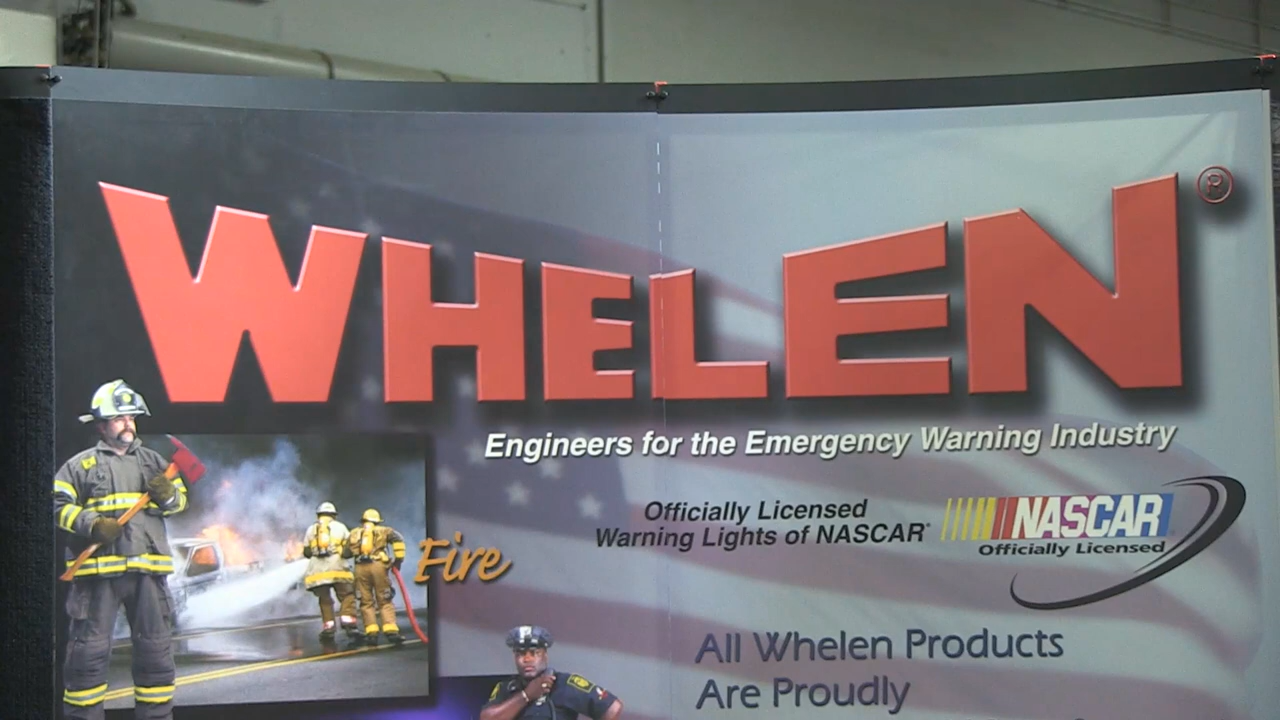 WHELEN®
Engineers for the Emergency Warning Industry
Officially Licensed
Warning Lights of NASCAR®
NASCAR
Officially Licensed
Fire
All Whelen Products
Are Proudly